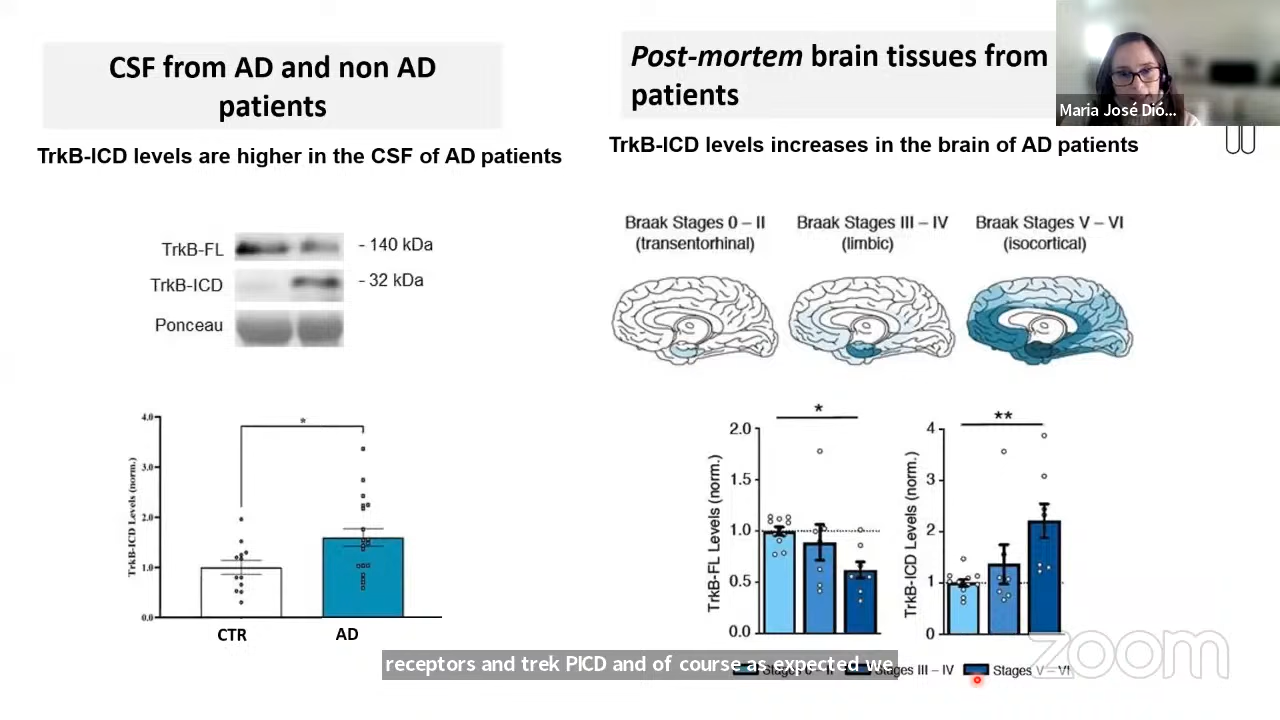 CSF from AD and non AD
patients
TrkB-ICD levels are higher in the CSF of AD patients
TrkB-FL
- 140 kDa
TrkB-ICD
- 32 kDa
Ponceau
TrkB-ICD Levels (norm.)
4.0
3.0
2.0
1.0
0.0
*
CTR
AD
Post-mortem brain tissues from
patients
Maria José Dió...
TrkB-ICD levels increases in the brain of AD patients
Braak Stages 0 – II
(transentorhinal)
Braak Stages III – IV
(limbic)
Braak Stages V – VI
(isocortical)
TrkB-FL Levels (norm.)
2.0
1.5
1.0
0.5
0.0
*
TrkB-ICD Levels (norm.)
4
3
2
1
0
**
Stages 0 – II
Stages III – IV
Stages V – VI
receptors and trek PICD and of course as expected we
zoom